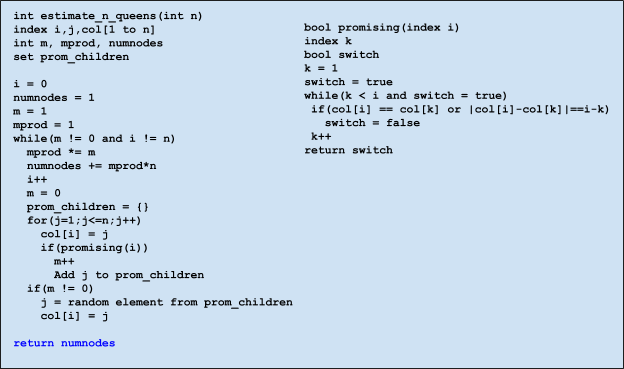 int estimate_n_queens(int n)
index i,j,col[1 to n]
int m, mprod, numnodes
set prom_children
i = 0
numnodes = 1
m = 1
mprod = 1
while(m != 0 and i != n)
mprod *= m
numnodes += mprod*n
i++
m = 0
prom_children = {}
for(j=1;j<=n;j++)
col[i] = j
if(promising(i))
m++
Add j to prom_children
if(m != 0)
j = random element from prom_children
col[i] = j
return numnodes
bool promising(index i)
index k
bool switch
k = 1
switch = true
while(k < i and switch = true)
if(col[i] == col[k] or |col[i]-col[k]|==i-k)
switch = false
k++
return switch